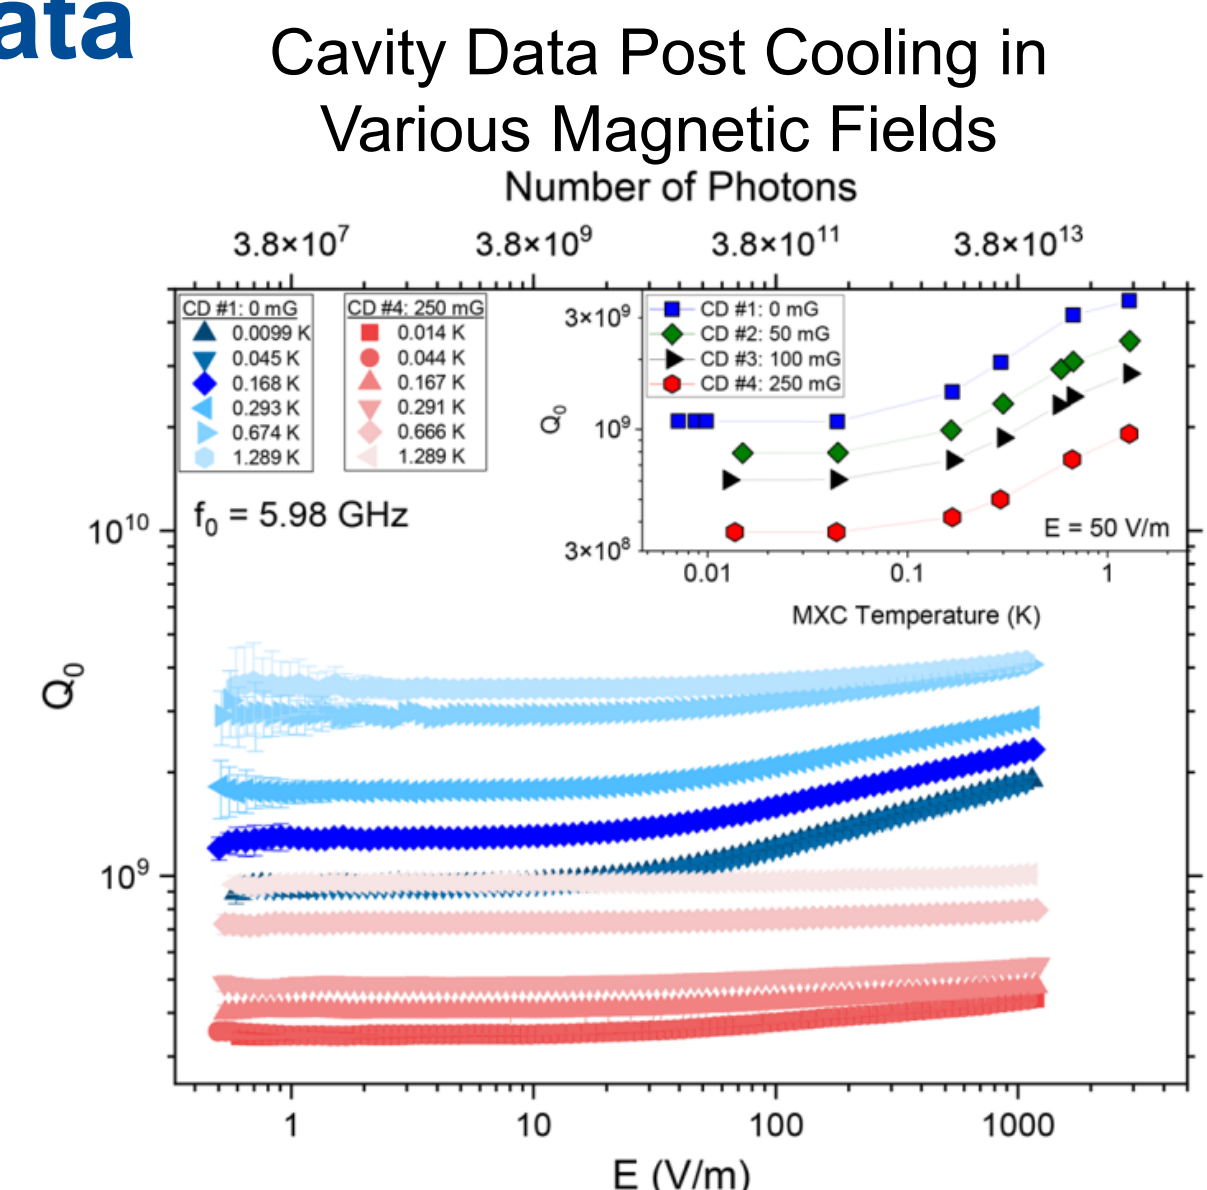 ata
Cavity Data Post Cooling in
Various Magnetic Fields
Number of Photons
3.8×10⁷ 3.8×10⁹ 3.8×10¹¹ 3.8×10¹³
CD #1: 0 mG
0.0099 K
0.045 K
0.168 K
0.293 K
0.674 K
1.289 K
CD #4: 250 mG
0.014 K
0.044 K
0.167 K
0.291 K
0.666 K
1.289 K
f₀ = 5.98 GHz
CD #1: 0 mG
CD #2: 50 mG
CD #3: 100 mG
CD #4: 250 mG
3×10⁹
10⁹
3×10⁸
Q₀
E = 50 V/m
0.01 0.1 1
MXC Temperature (K)
10¹⁰
10⁹
Q₀
1 10 100 1000
E (V/m)